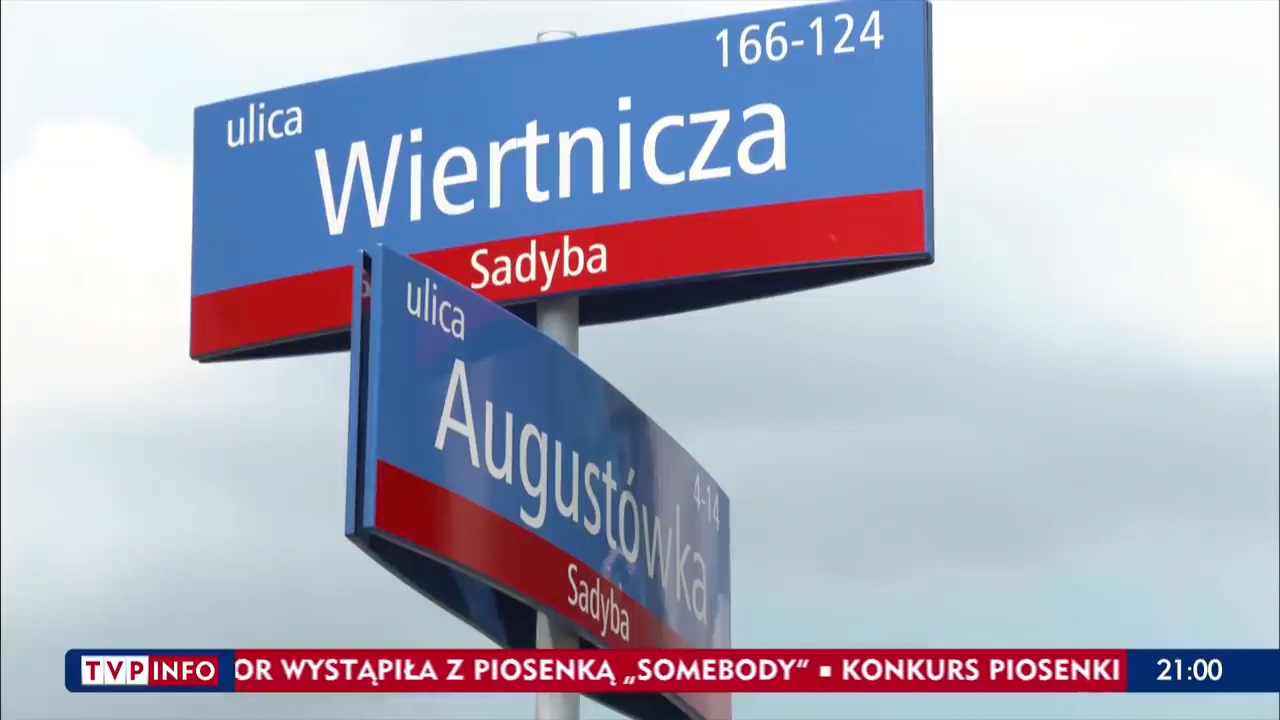 166-124
ulica
Wiertnicza
Sadyba
ulica
Augustówka
4-14
Sadyba
TVP INFO
OR WYSTĄPIŁA Z PIOSENKĄ „SOMEBODY” ▪ KONKURS PIOSENKI
21:00